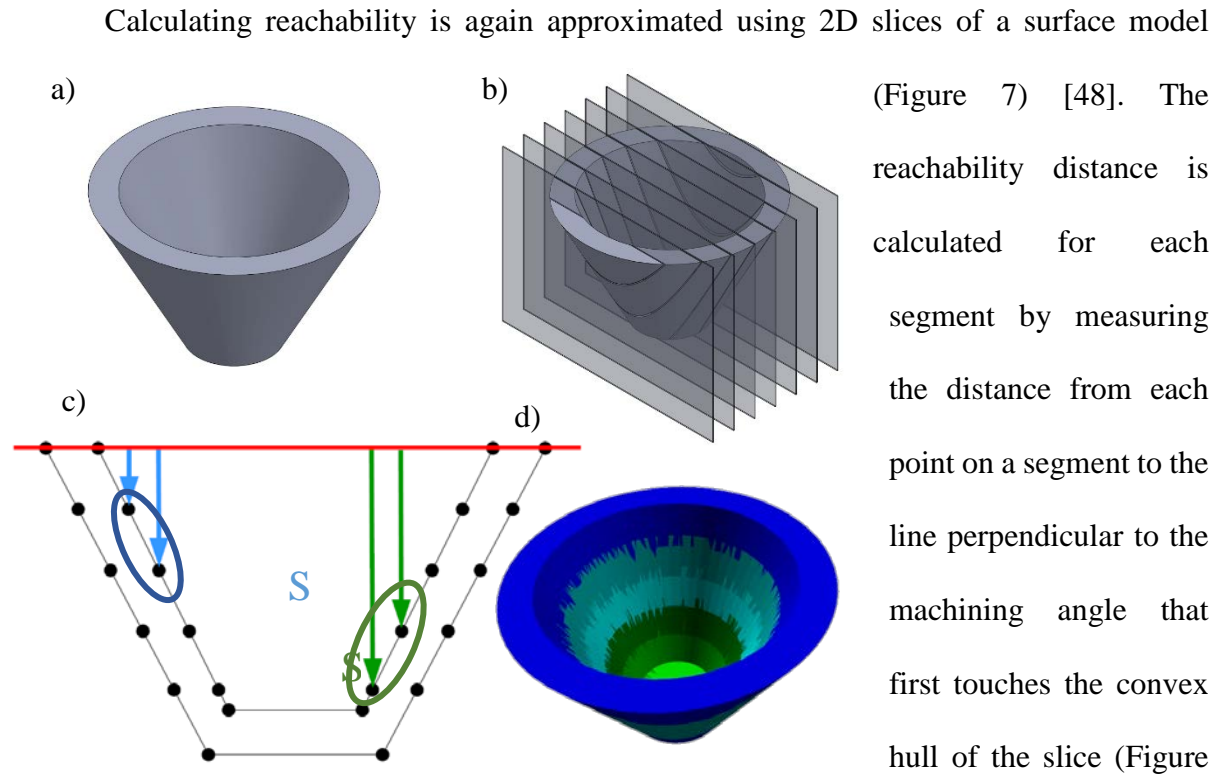 Calculating reachability is again approximated using 2D slices of a surface model
a)
b)
(Figure 7) [48]. The
reachability distance is
calculated for each
segment by measuring
the distance from each
c)
d)
point on a segment to the
line perpendicular to the
S
machining angle that
S
first touches the convex
hull of the slice (Figure